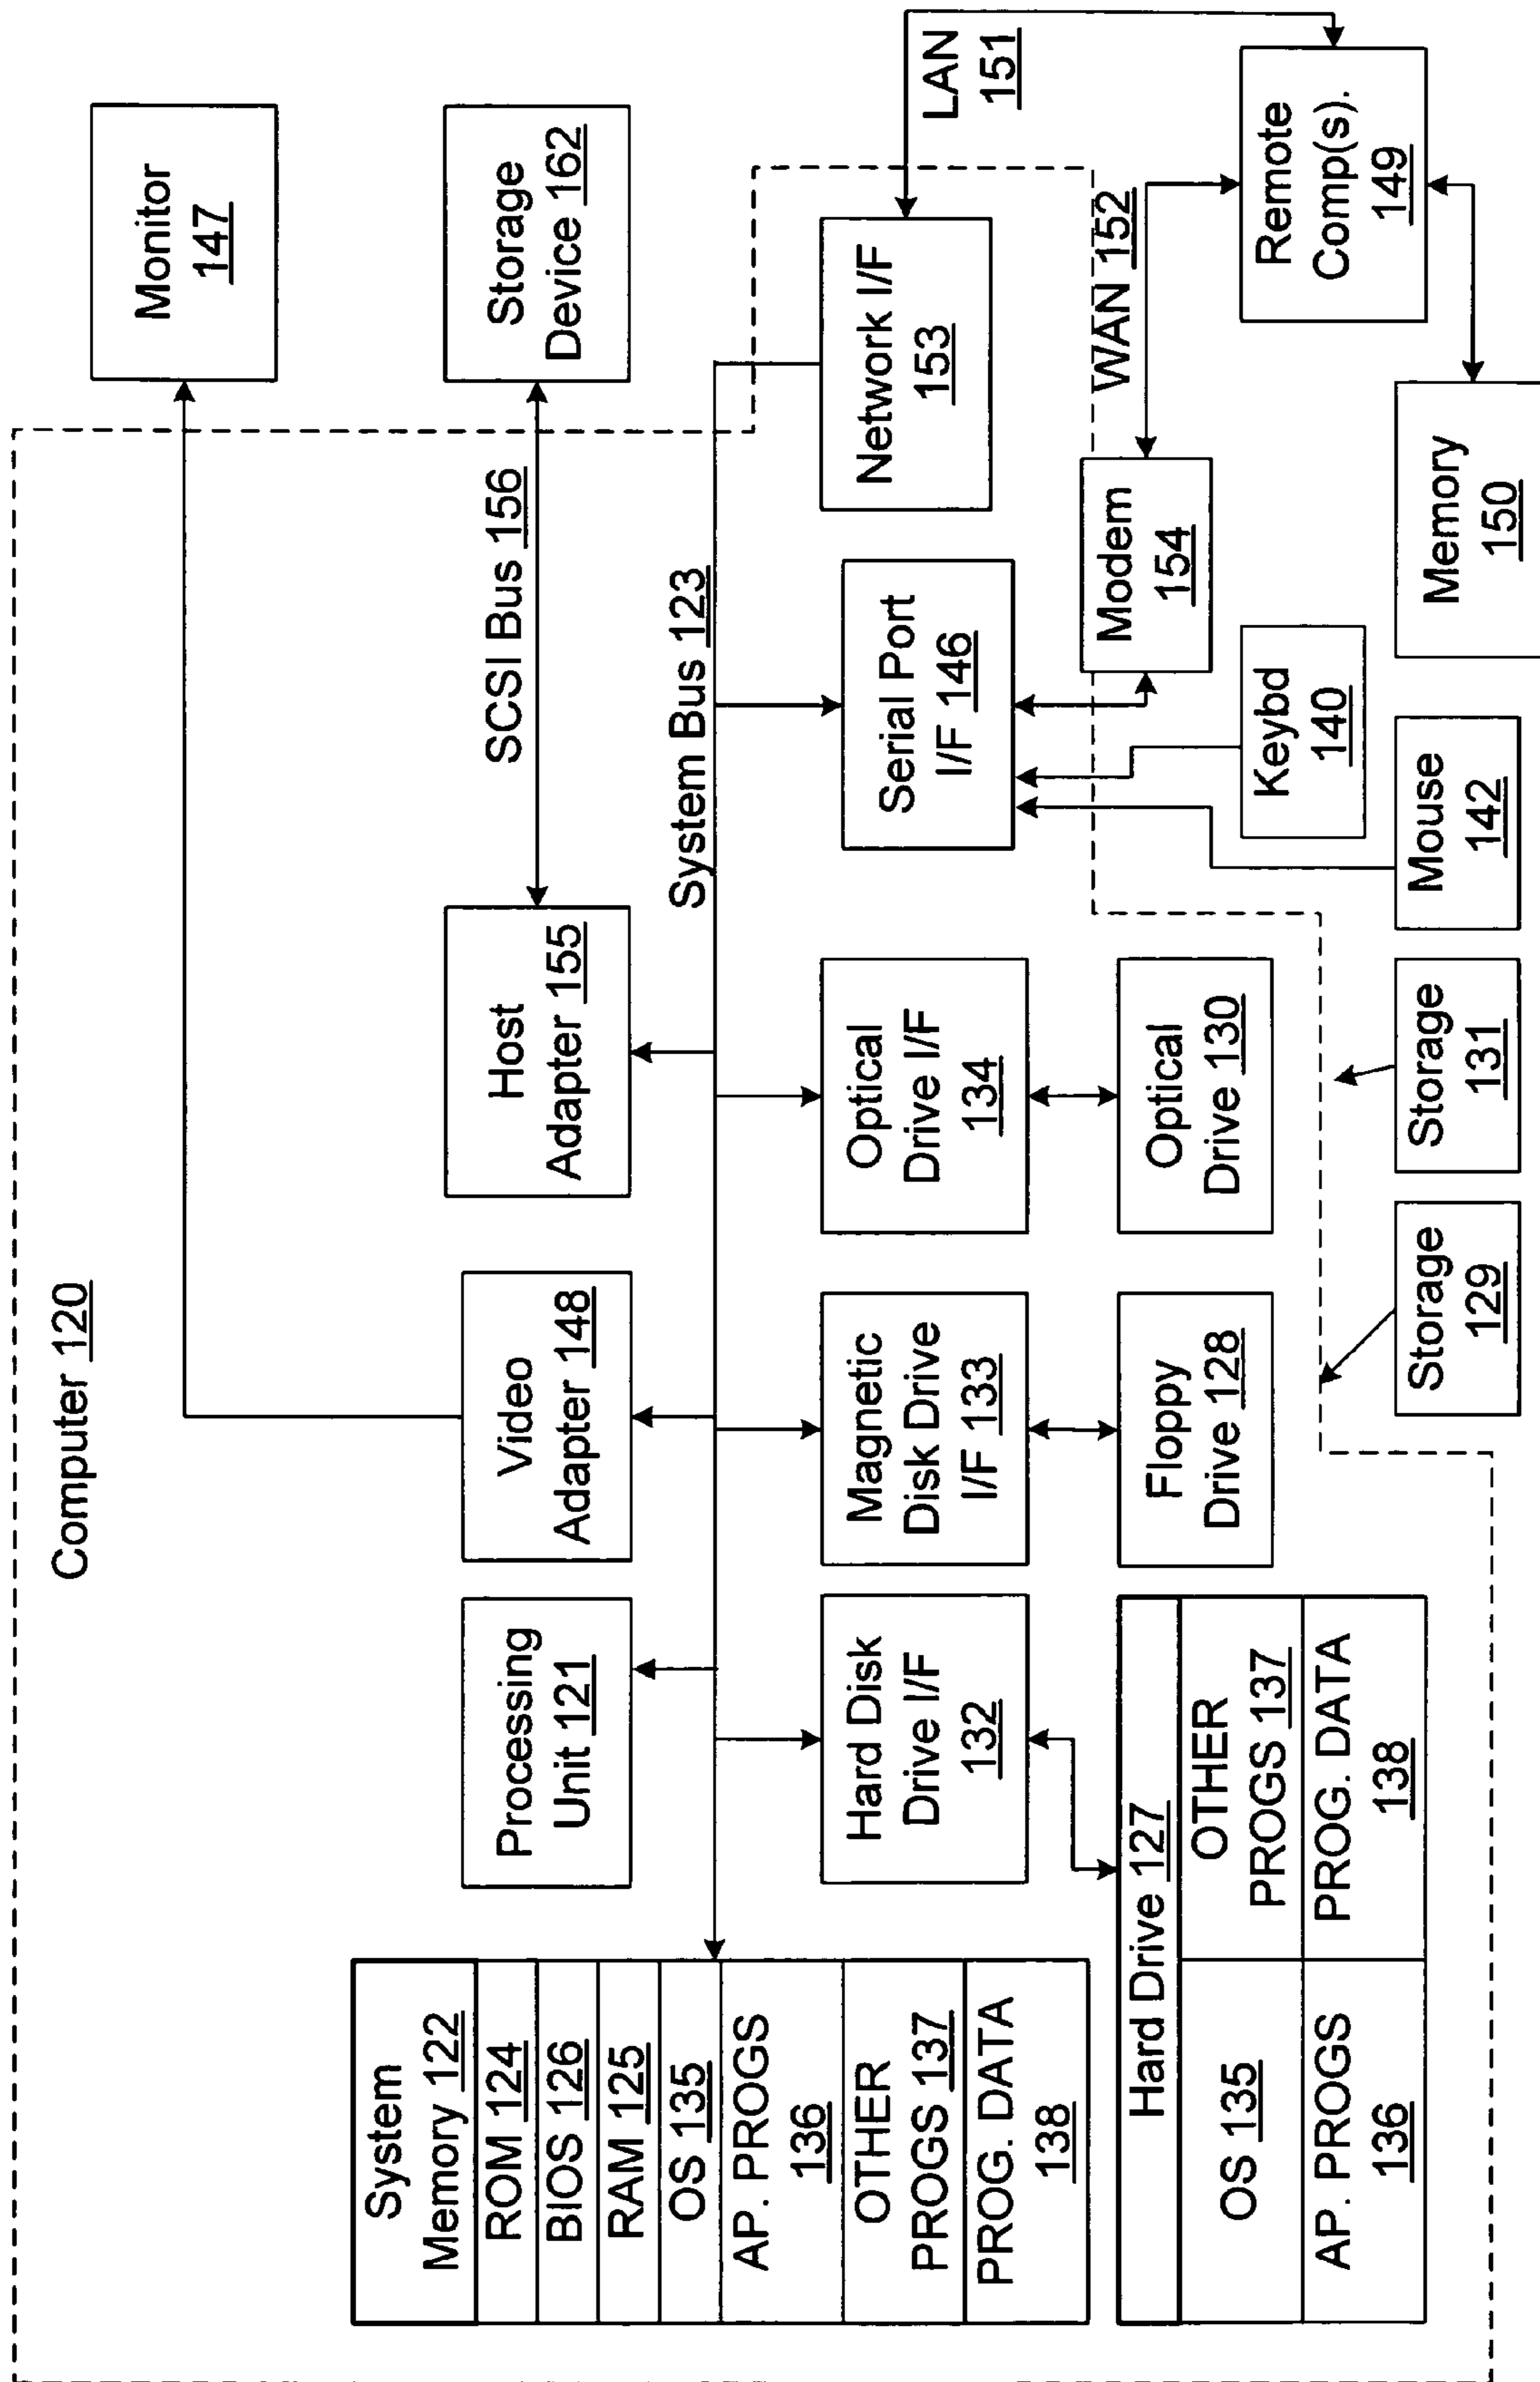 Computer 120
Monitor
147
System
Memory 122
ROM 124
BIOS 126
RAM 125
OS 135
AP. PROGS
136
OTHER
PROGS 137
PROG. DATA
138
Processing
Unit 121
Video
Adapter 148
Host
Adapter 155
SCSI Bus 156
Storage
Device 162
System Bus 123
Hard Disk
Drive I/F
132
Magnetic
Disk Drive
I/F 133
Optical
Drive I/F
134
Serial Port
I/F 146
Network I/F
153
LAN
151
Hard Drive 127
OS 135
OTHER
PROGS 137
AP. PROGS
136
PROG. DATA
138
Floppy
Drive 128
Optical
Drive 130
Modem
154
WAN 152
Keybd
140
Remote
Comp(s).
149
Storage
129
Storage
131
Mouse
142
Memory
150